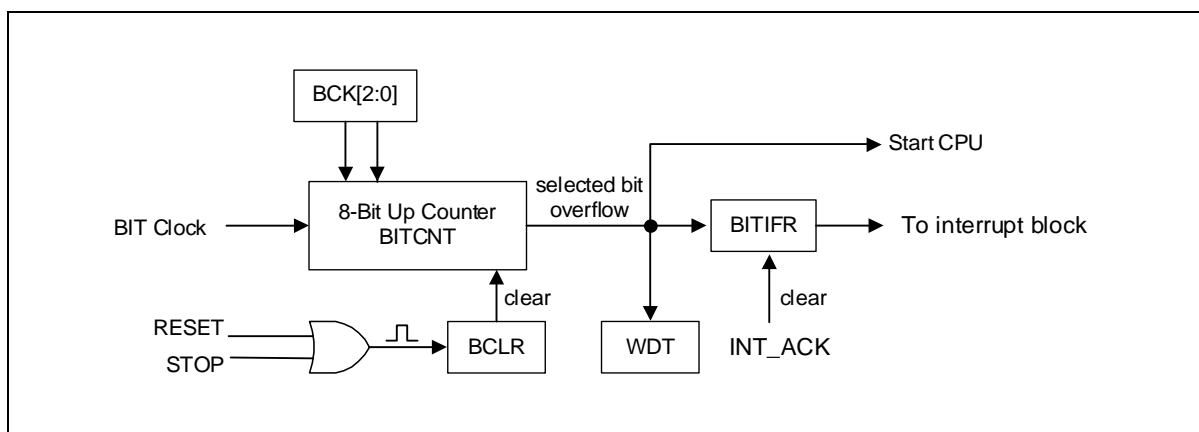 BCK[2:0]
Start CPU
selected bit
overflow
8-Bit Up Counter
BITCNT
BIT Clock
BITIFR
To interrupt block
clear
clear
RESET
STOP
BCLR
WDT
INT_ACK